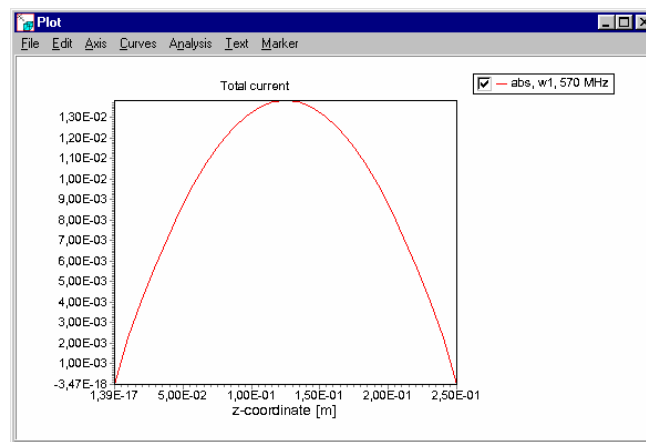 Plot
File Edit Axis Curves Analysis Text Marker
Total current
abs, w1, 570 MHz
1,30E-02
1,20E-02
1,10E-02
1,00E-02
9,00E-03
8,00E-03
7,00E-03
6,00E-03
5,00E-03
4,00E-03
3,00E-03
2,00E-03
1,00E-03
-3,47E-18
1,39E-17 5,00E-02 1,00E-01 1,50E-01 2,00E-01 2,50E-01
z-coordinate [m]